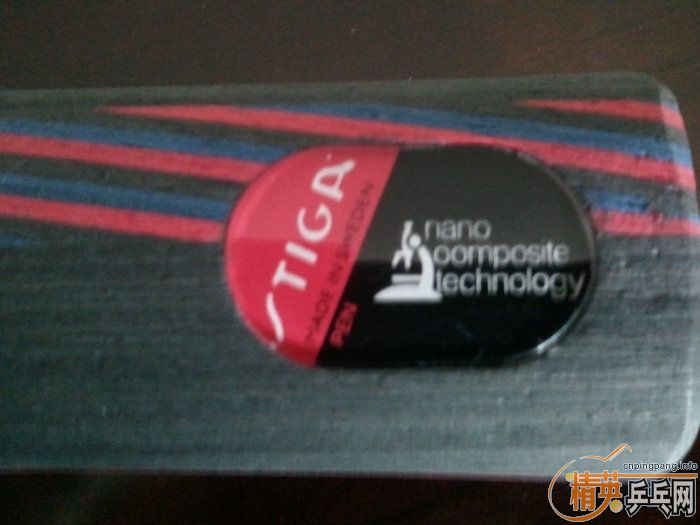 STIGA
MADE IN SWEDEN
PEN
nano
composite
technology
cnpingpang.info
精英乒乓网